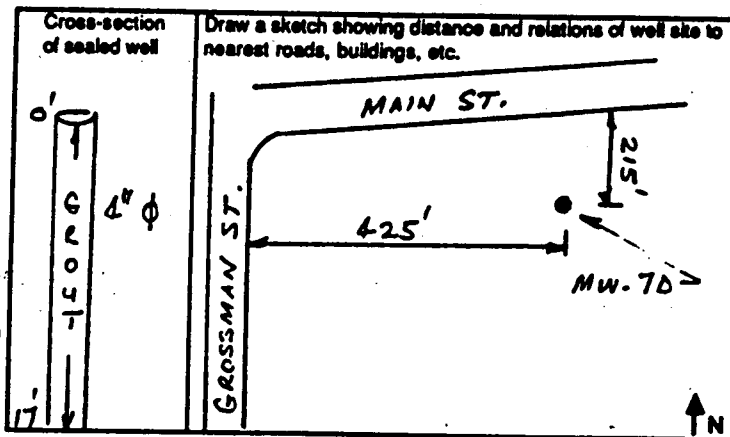 Cross-section
of sealed well
0'
GROUT
4" ϕ
17'
Draw a sketch showing distance and relations of well site to
nearest roads, buildings, etc.
MAIN ST.
215'
425'
MW-7D
GROSSMAN ST.
N